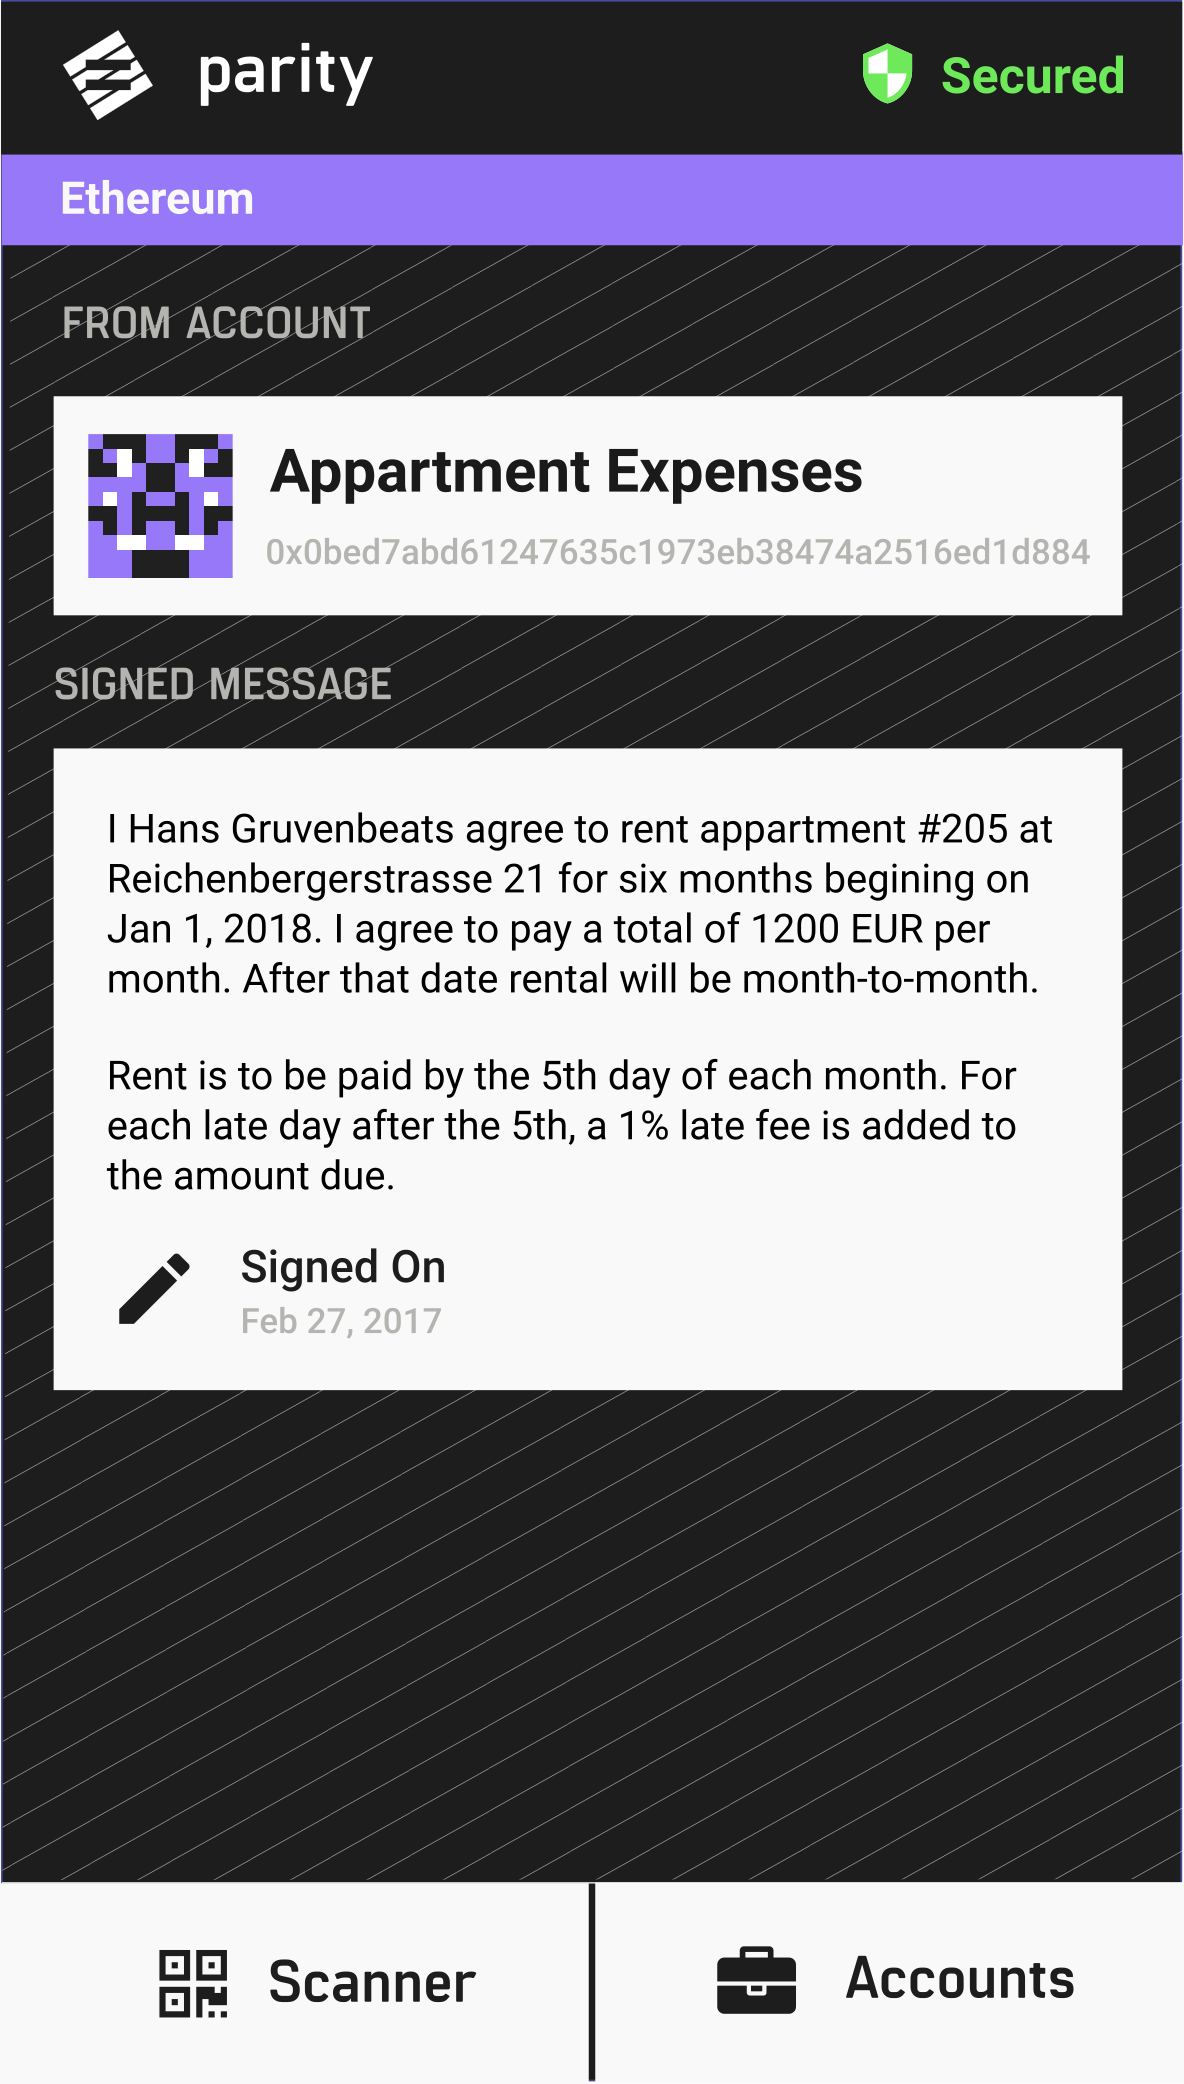 parity
Secured
Ethereum
FROM ACCOUNT
Appartment Expenses
0x0bed7abd61247635c1973eb38474a2516ed1d884
SIGNED MESSAGE
I Hans Gruvenbeats agree to rent appartment #205 at
Reichenbergerstrasse 21 for six months begining on
Jan 1, 2018. I agree to pay a total of 1200 EUR per
month. After that date rental will be month-to-month.
Rent is to be paid by the 5th day of each month. For
each late day after the 5th, a 1% late fee is added to
the amount due.
Signed On
Feb 27, 2017
Scanner
Accounts